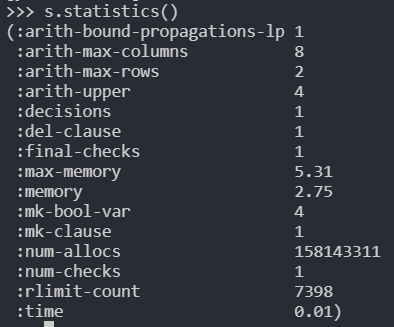 >>> s.statistics()
(:arith-bound-propagations-lp 1
:arith-max-columns 8
:arith-max-rows 2
:arith-upper 4
:decisions 1
:del-clause 1
:final-checks 1
:max-memory 5.31
:memory 2.75
:mk-bool-var 4
:mk-clause 1
:num-allocs 158143311
:num-checks 1
:rlimit-count 7398
:time 0.01)